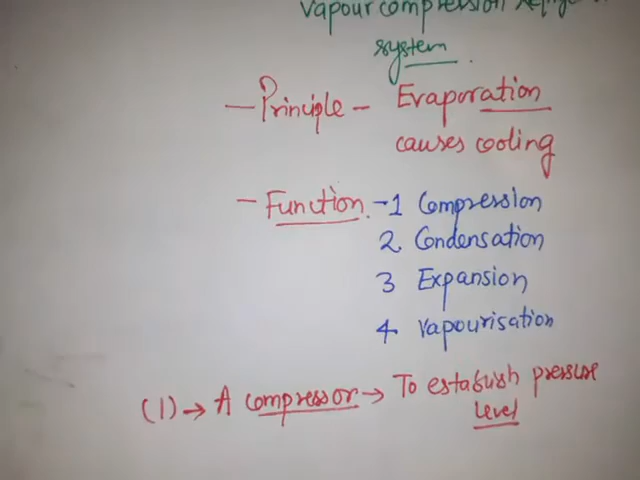 vapour compression
system.
— Principle — Evaporation
causes cooling
— Function. -1 Compression
2. Condensation
3 Expansion
4 vapourisation
(1) → A compressor → To establish pressure
level